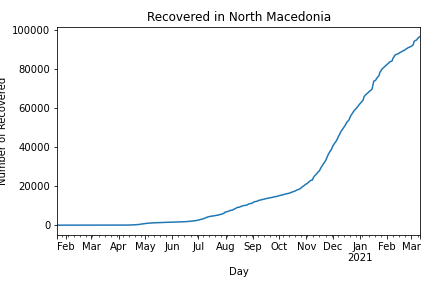 Recovered in North Macedonia
Number of Recovered
100000
80000
60000
40000
20000
0
Feb Mar Apr May Jun Jul Aug Sep Oct Nov Dec Jan Feb Mar
2021
Day